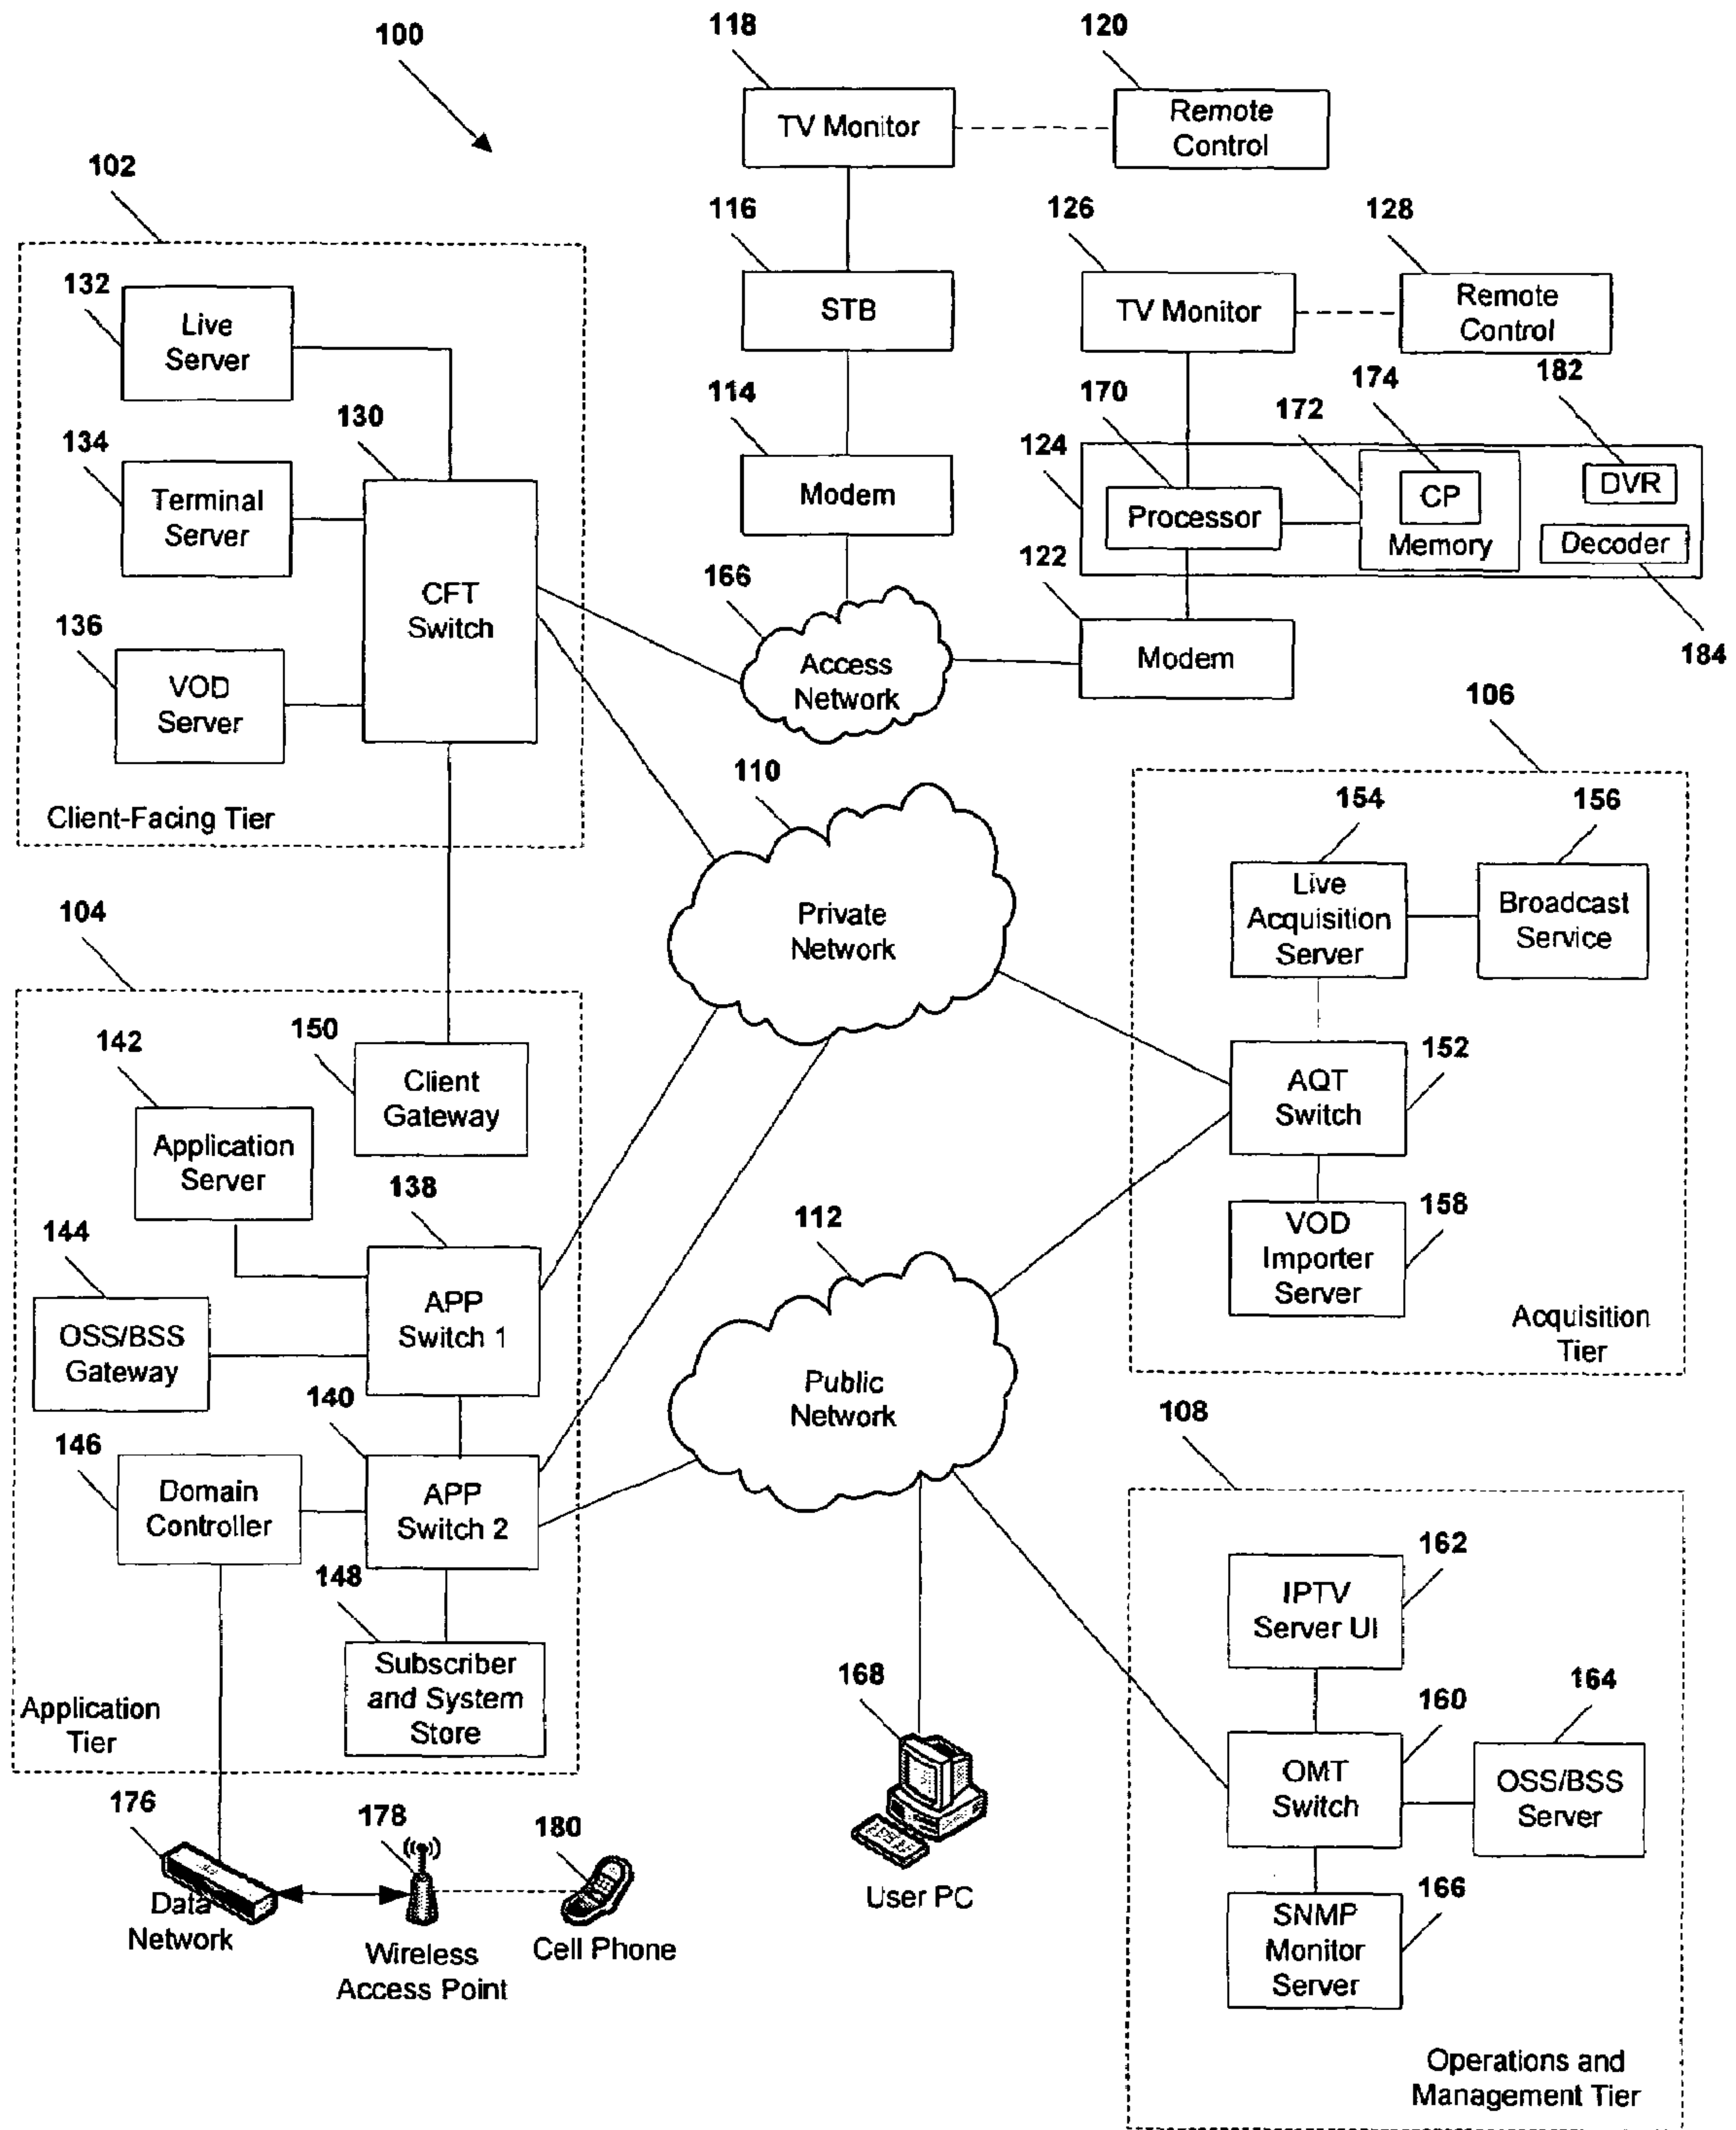 100
118
120
TV Monitor
Remote
Control
102
116
126
128
STB
TV Monitor
Remote
Control
132
Live
Server
114
170
172
174
182
124
Modem
Processor
CP
Memory
DVR
Decoder
184
134
130
Terminal
Server
CFT
Switch
136
VOD
Server
Client-Facing Tier
166
Access
Network
122
Modem
106
110
Private
Network
154
156
Live
Acquisition
Server
Broadcast
Service
AQT
Switch
152
VOD
Importer
Server
158
Acquisition
Tier
104
150
Client
Gateway
142
Application
Server
138
144
OSS/BSS
Gateway
APP
Switch 1
140
146
Domain
Controller
APP
Switch 2
148
Subscriber
and System
Store
Application
Tier
112
Public
Network
108
162
IPTV
Server UI
160
164
OMT
Switch
OSS/BSS
Server
SNMP
Monitor
Server
166
Operations and
Management Tier
168
User PC
176
Data
Network
178
Wireless
Access Point
180
Cell Phone